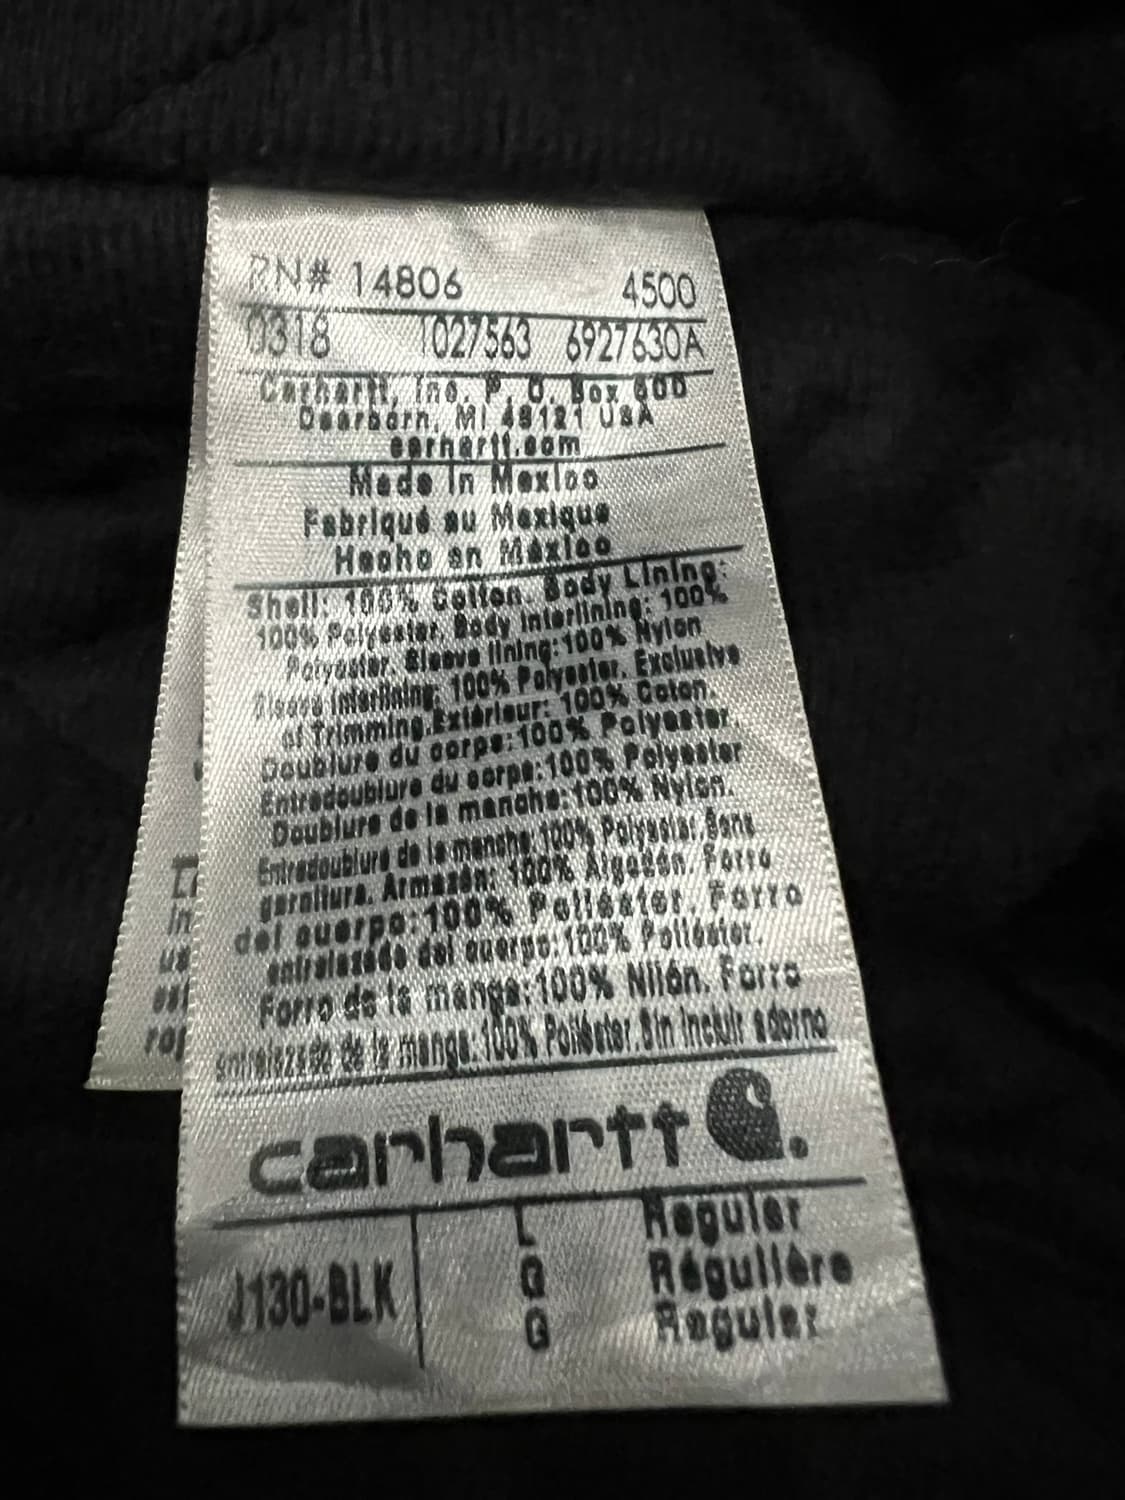 RN# 14806 4500
0318 1027563 6927630A
Carhartt, Inc. P. O. Box 600
Dearborn, MI 48121 USA
carhartt.com
Made in Mexico
Fabriqué au Mexique
Hecho en México
Shell: 100% Cotton. Body Lining:
100% Polyester. Body Interlining: 100%
Polyester. Sleeve lining:100% Nylon
Sleeve Interlining: 100% Polyester. Exclusive
of Trimming.Extérieur: 100% Coton.
Doublure du corps:100% Polyester.
Entredoublure du corps:100% Polyester
Doublure de la manche:100% Nylon.
Entredoublure de la manche:100% Polyester.Sans
garniture. Armazón: 100% Algodón. Forro
del cuerpo:100% Poliéster. Forro
entrelazado del cuerpo:100% Poliéster.
Forro de la manga:100% Nilón. Forro
entrelazado de la manga:100% Poliéster.Sin incluir adorno
carhartt
J130-BLK
L Regular
G Régulière
G Regular